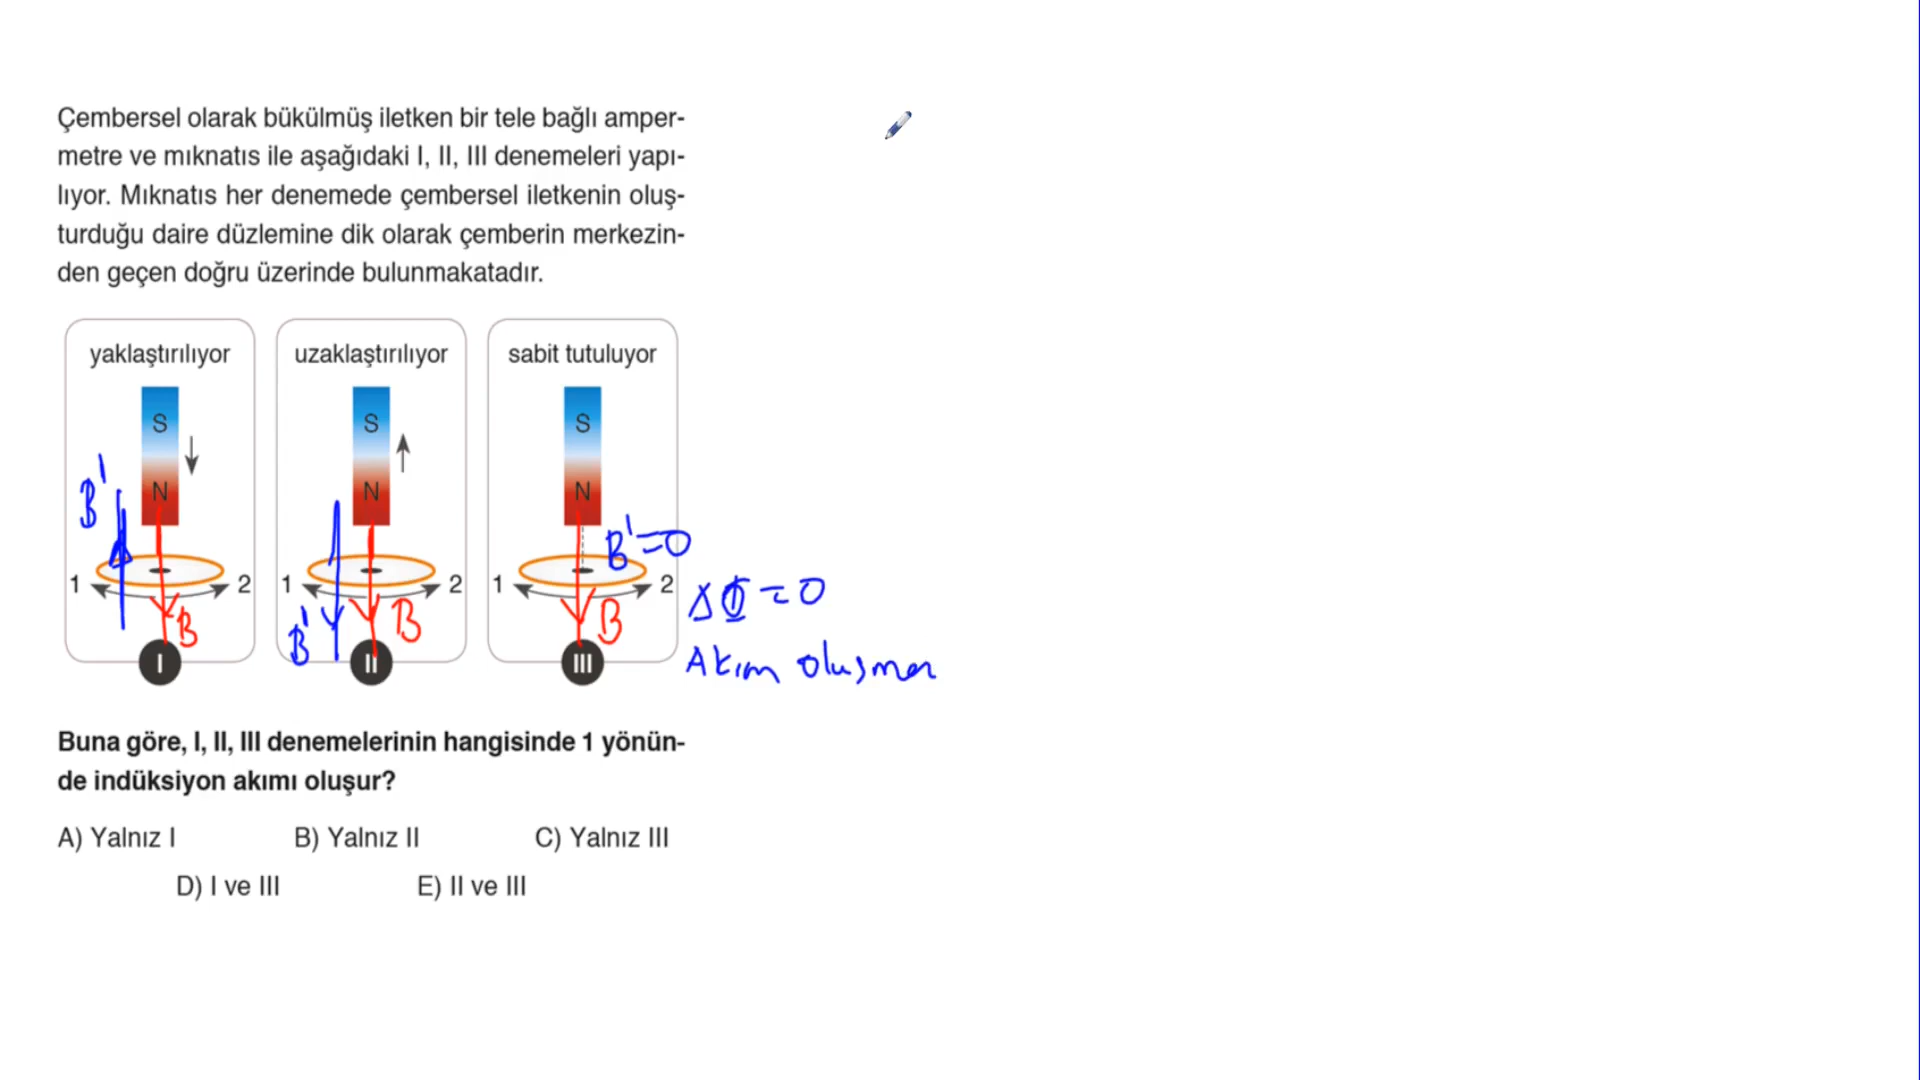 Çembersel olarak bükülmüş iletken bir tele bağlı amper-
metre ve mıknatıs ile aşağıdaki I, II, III denemeleri yapı-
lıyor. Mıknatıs her denemede çembersel iletkenin oluş-
turduğu daire düzlemine dik olarak çemberin merkezin-
den geçen doğru üzerinde bulunmakatadır.
yaklaştırılıyor
S
N
B'
1
2
B
I
uzaklaştırılıyor
S
N
1
2
B'
B
II
sabit tutuluyor
S
N
B'=0
1
2
B
III
ΔΦ=0
Akım oluşmaz
Buna göre, I, II, III denemelerinin hangisinde 1 yönün-
de indüksiyon akımı oluşur?
A) Yalnız I B) Yalnız II C) Yalnız III
D) I ve III E) II ve III